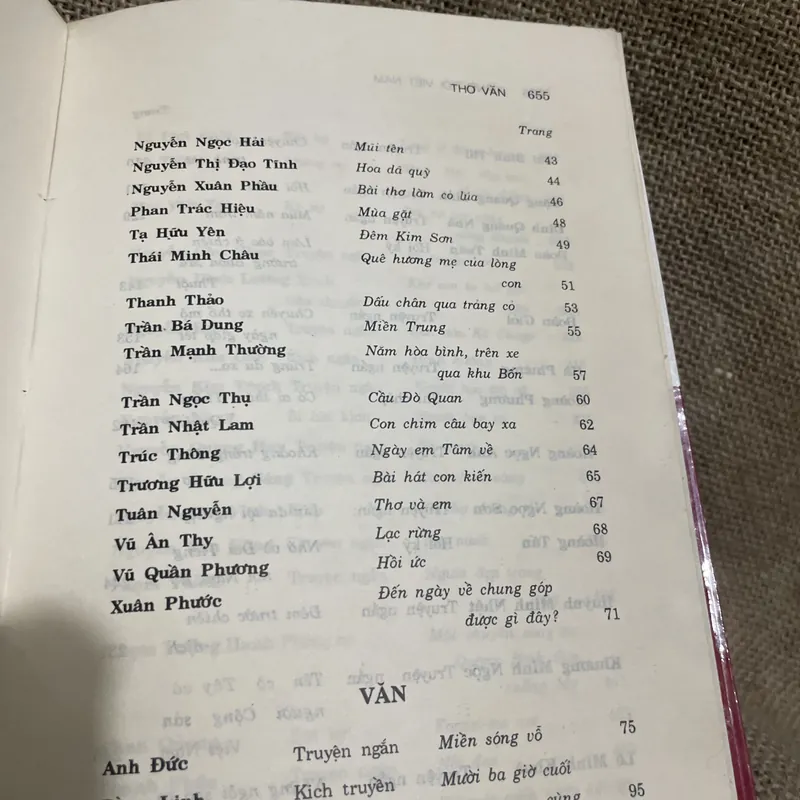 THƠ VĂN 655
Trang
Nguyễn Ngọc Hải Múi tên 43
Nguyễn Thị Đạo Tĩnh Hoa dã quỳ 44
Nguyễn Xuân Phầu Bài thơ làm cỏ lúa 46
Phan Trác Hiệu Mùa gặt 48
Tạ Hữu Yên Đêm Kim Sơn 49
Thái Minh Châu Quê hương mẹ của lòng
con 51
Thanh Thảo Dấu chân qua trảng cỏ 53
Trần Bá Dung Miền Trung 55
Trần Mạnh Thường Năm hòa bình, trên xe
qua khu Bốn 57
Trần Ngọc Thụ Cầu Đò Quan 60
Trần Nhật Lam Con chim câu bay xa 62
Trúc Thông Ngày em Tâm về 64
Trương Hữu Lợi Bài hát con kiến 65
Tuân Nguyễn Thơ và em 67
Vũ Ân Thy Lạc rừng 68
Vũ Quần Phương Hồi ức 69
Xuân Phước Đến ngày về chung góp
được gì đây? 71
VĂN
Anh Đức Truyện ngắn Miền sóng vỗ 75
Linh Kịch truyền Mười ba giờ cuối
cùng 95